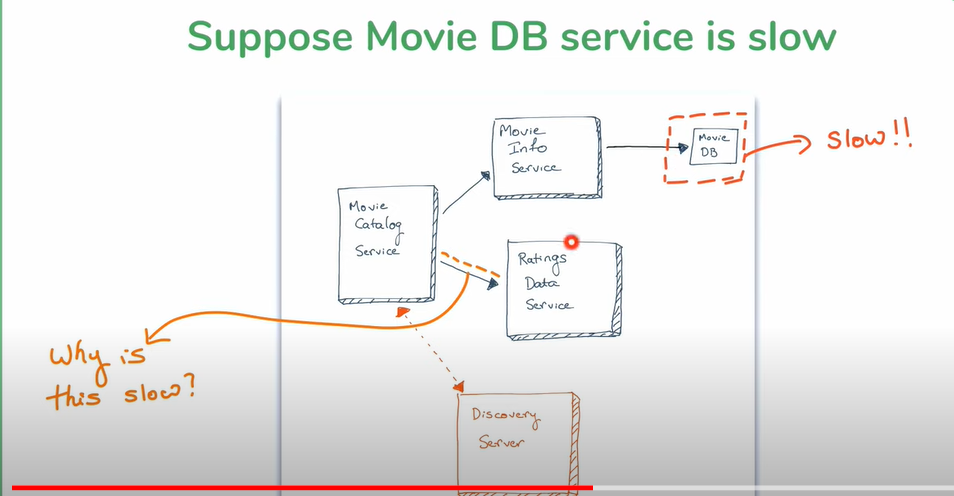 Suppose Movie DB service is slow
Movie
Info
Service
Movie
DB
Slow!!
Movie
Catalog
Service
Ratings
Data
Service
Why is
this slow?
Discovery
Server